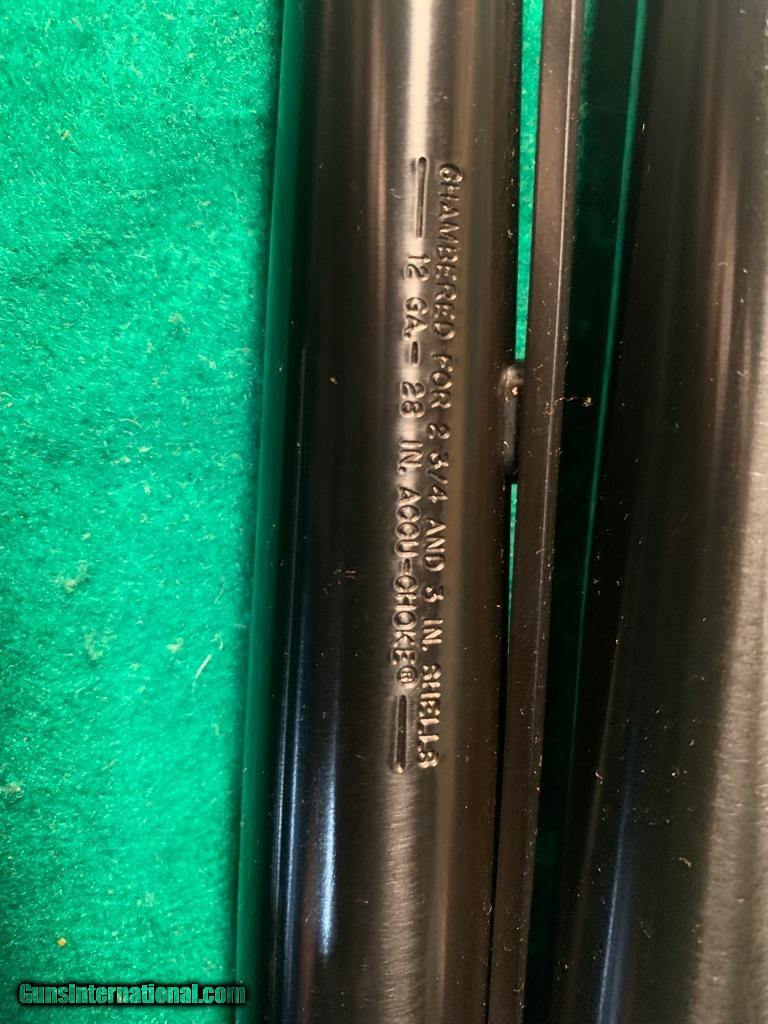 CHAMBERED FOR 2 3/4 AND 3 IN. SHELLS
— 12 GA. - 28 IN. ACCU-CHOKE® —
GunsInternational.com